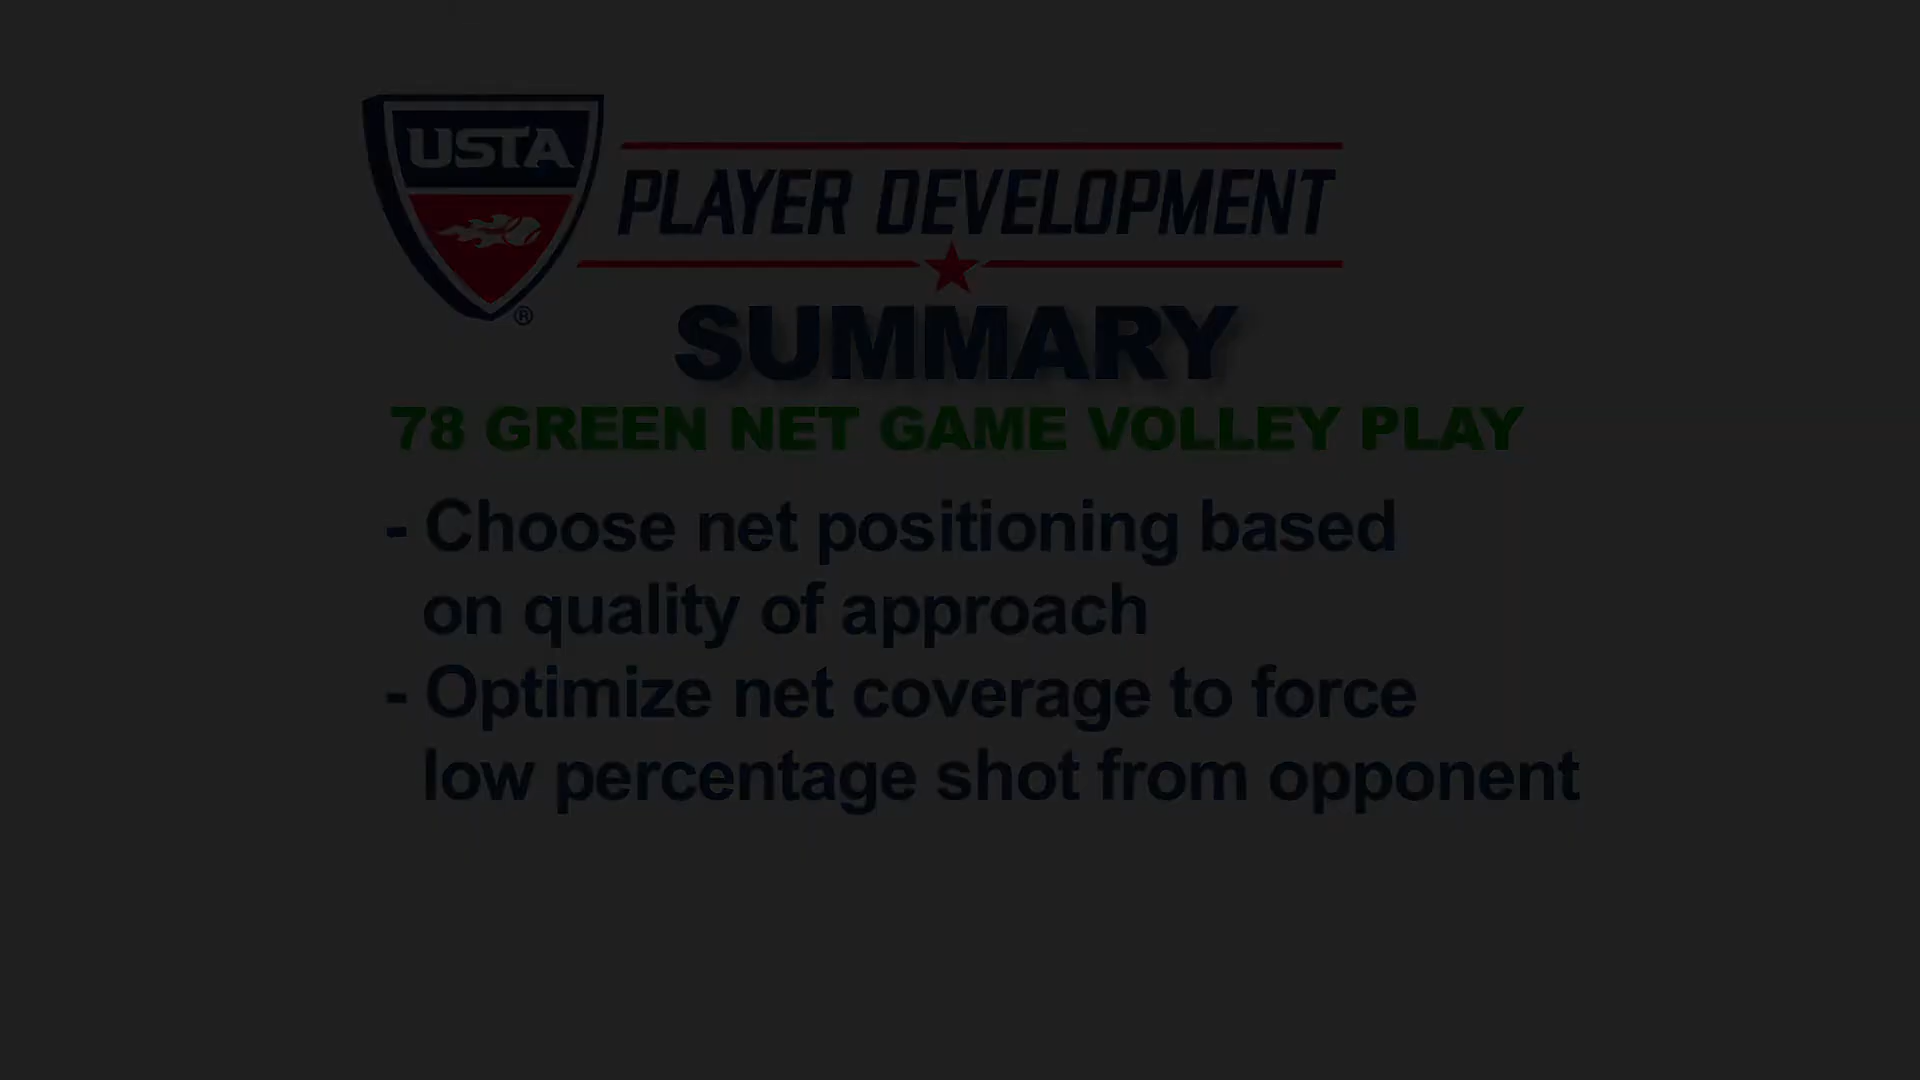 USTA
PLAYER DEVELOPMENT
®
SUMMARY
78 GREEN NET GAME VOLLEY PLAY
- Choose net positioning based
on quality of approach
- Optimize net coverage to force
low percentage shot from opponent